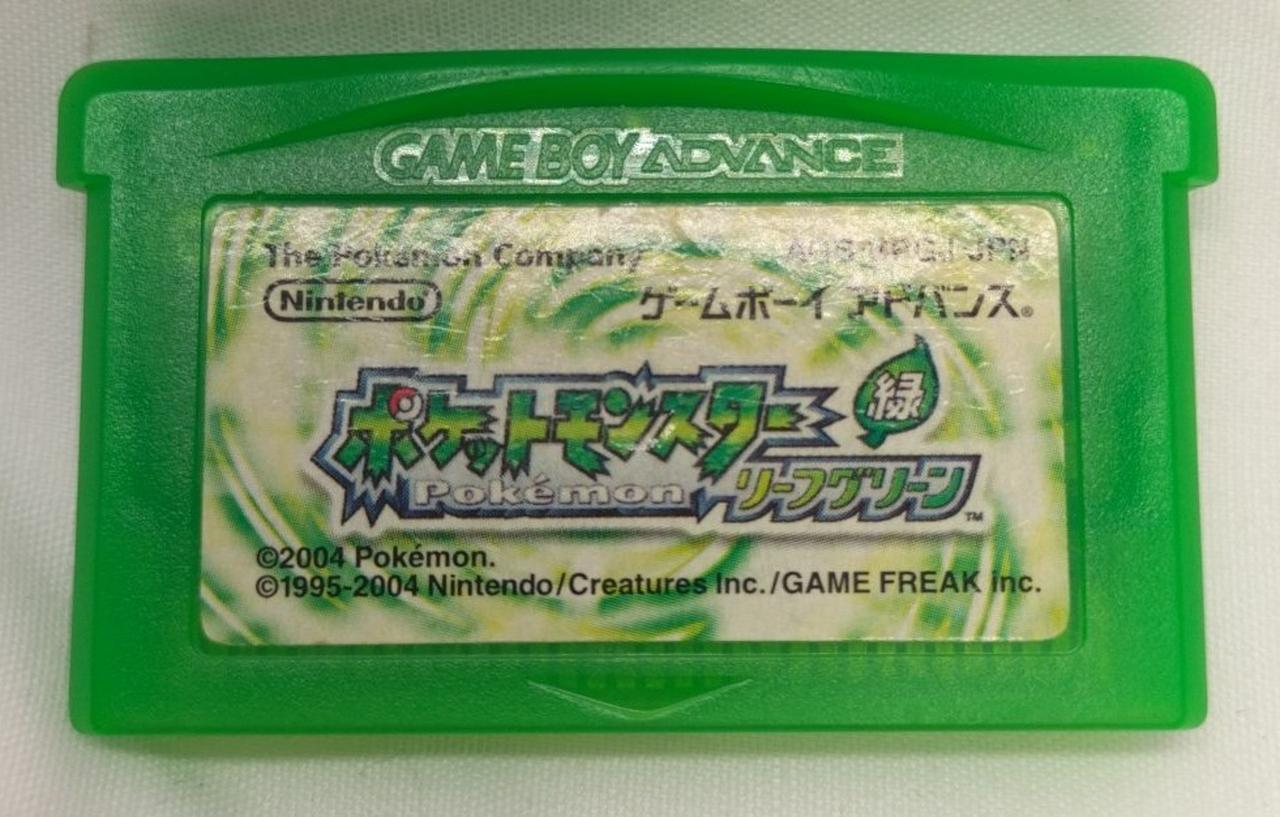 GAME BOY ADVANCE
The Pokémon Company
Nintendo
ゲームボーイ アドバンス®
ポケットモンスター 緑
Pokémon リーフグリーン™
©2004 Pokémon.
©1995-2004 Nintendo/Creatures Inc./GAME FREAK inc.